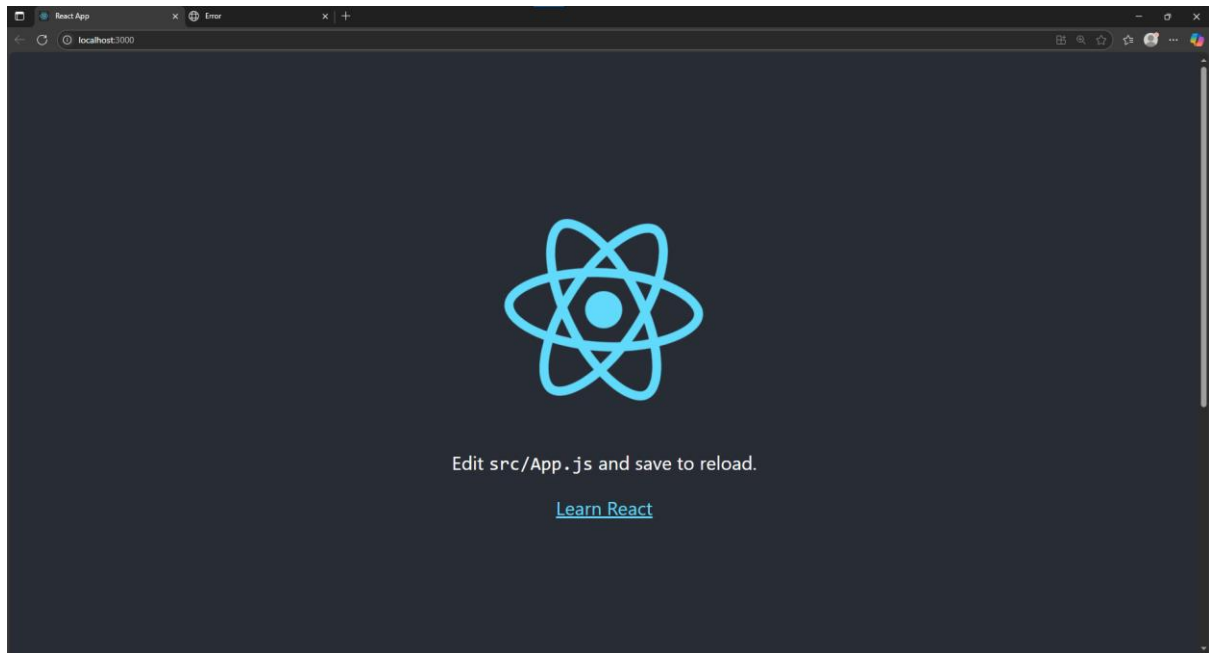 React App
Error
localhost:3000
Edit src/App.js and save to reload.
Learn React